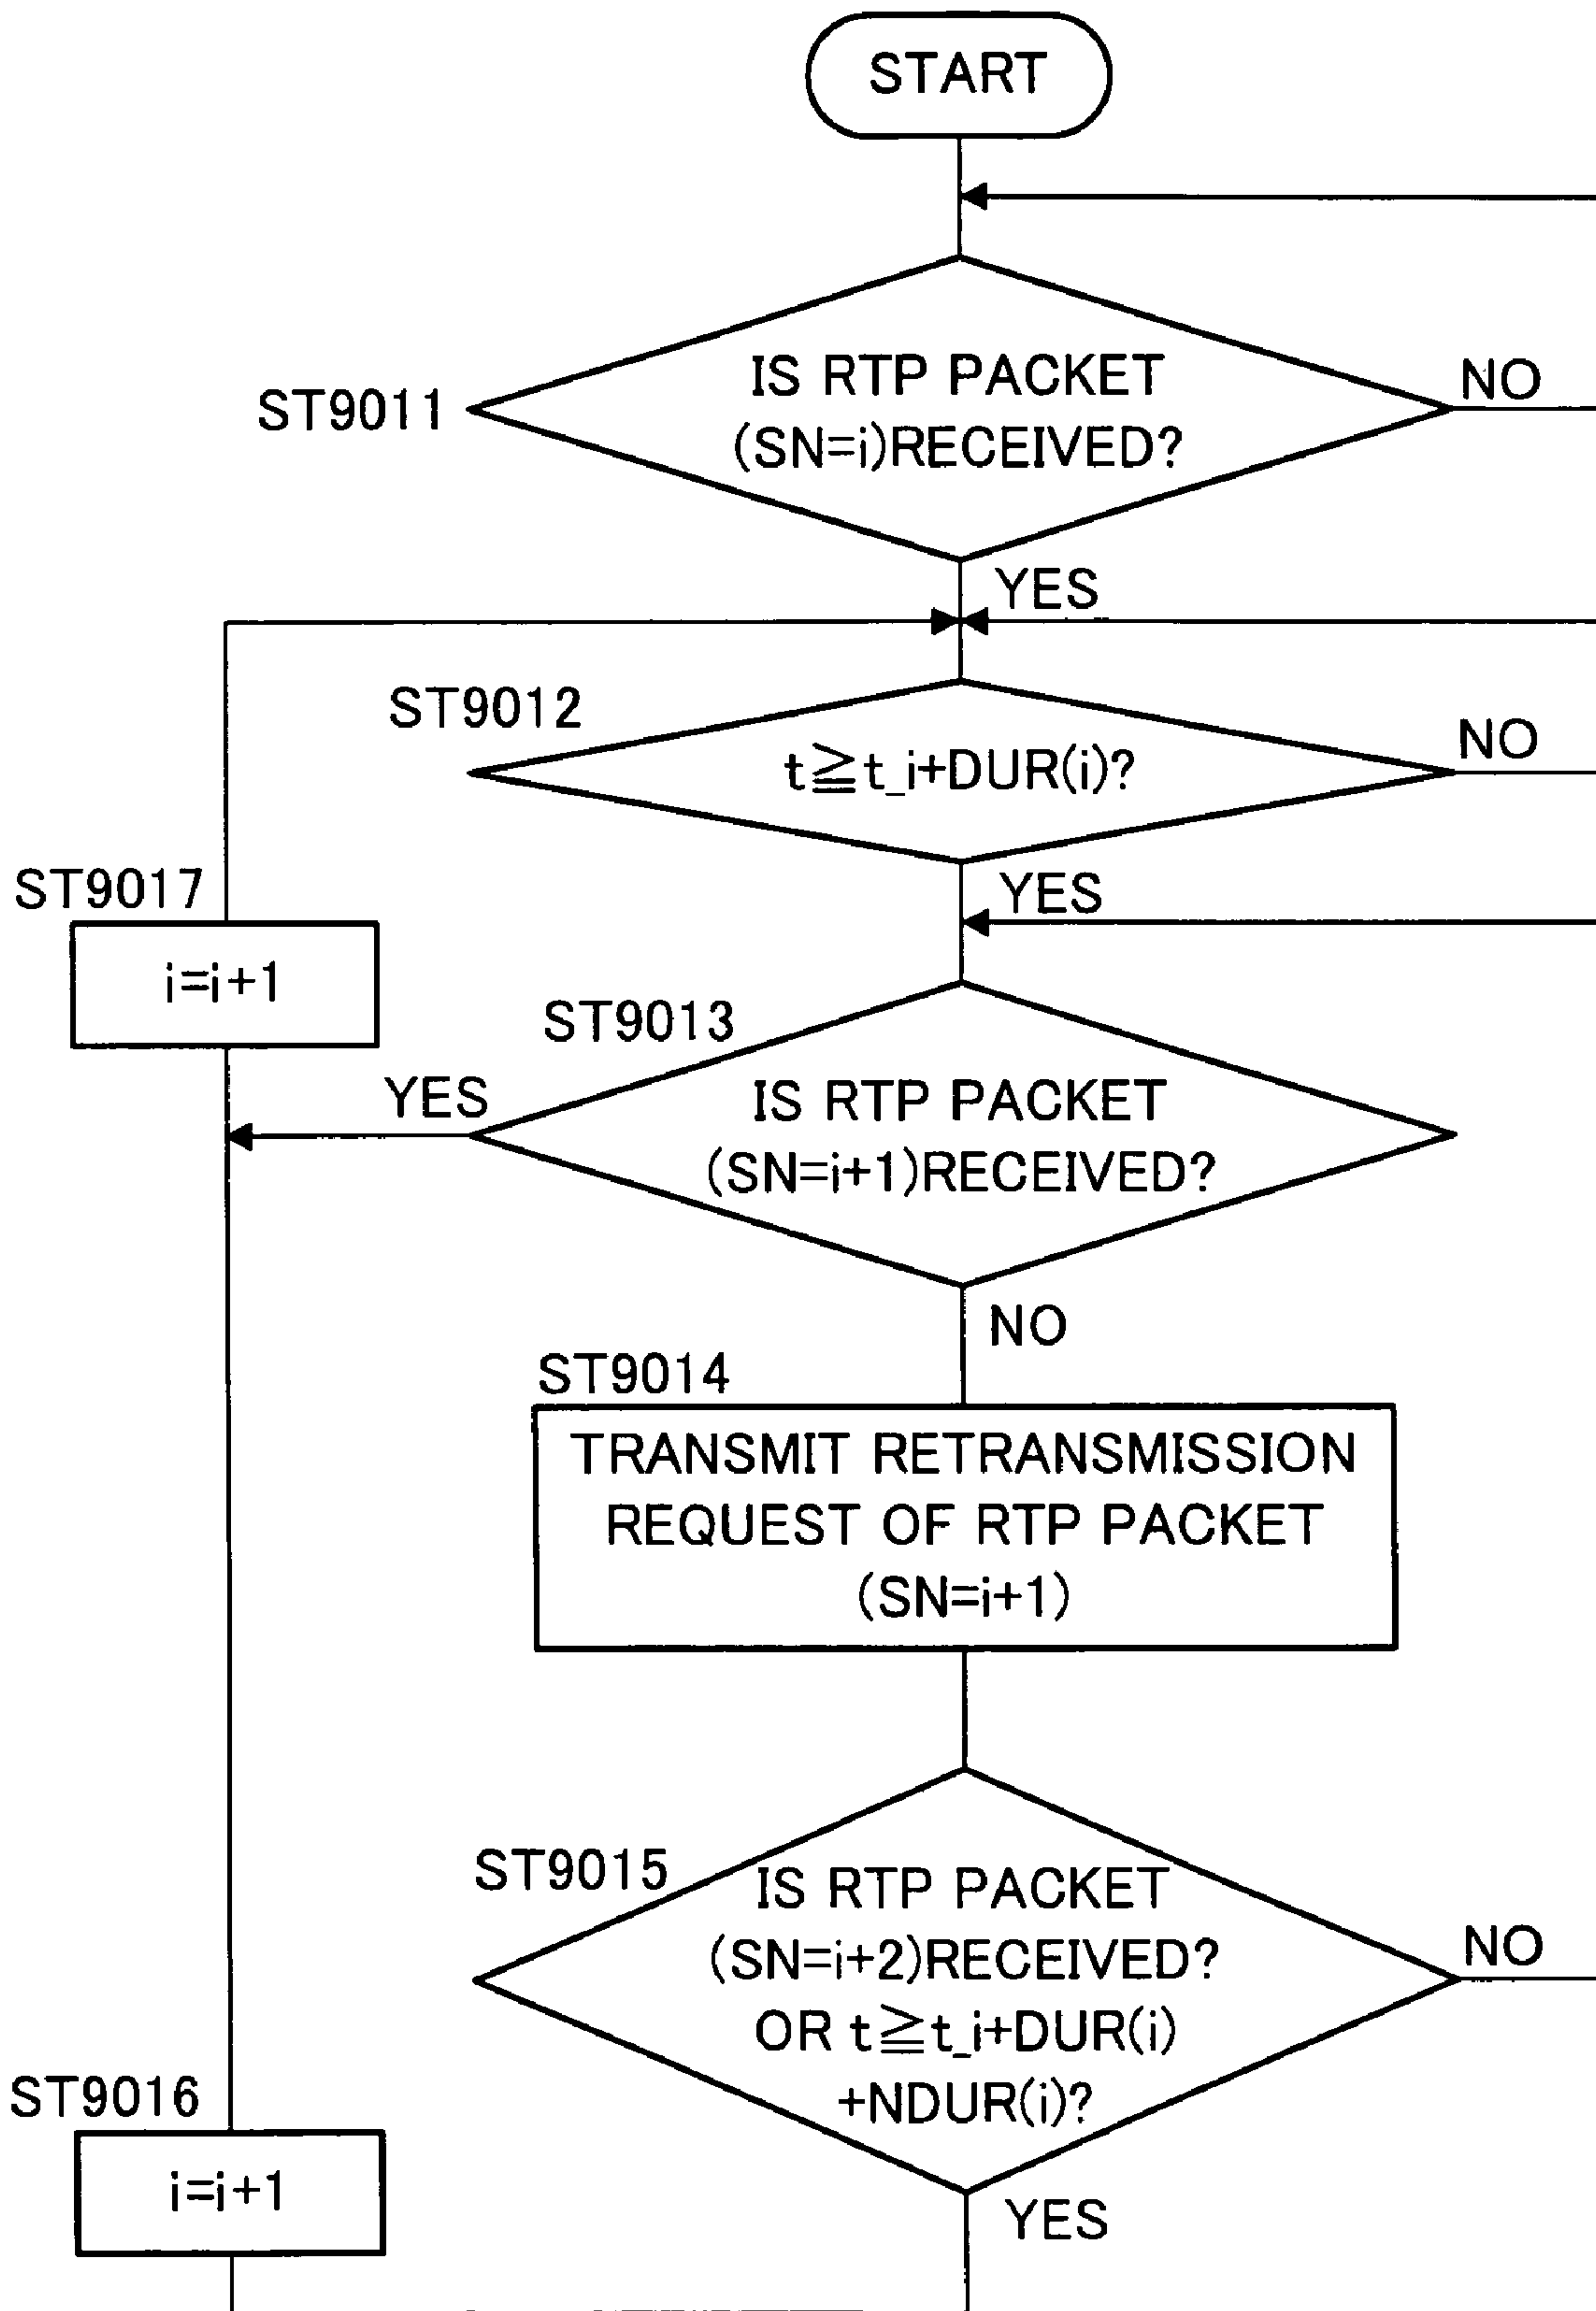 START
IS RTP PACKET
(SN=i)RECEIVED?
NO
ST9011
YES
ST9012
t≧t_i+DUR(i)?
NO
ST9017
YES
i=i+1
ST9013
IS RTP PACKET
(SN=i+1)RECEIVED?
YES
NO
ST9014
TRANSMIT RETRANSMISSION
REQUEST OF RTP PACKET
(SN=i+1)
ST9015
IS RTP PACKET
(SN=i+2)RECEIVED?
OR t≧t_i+DUR(i)
+NDUR(i)?
NO
ST9016
i=i+1
YES